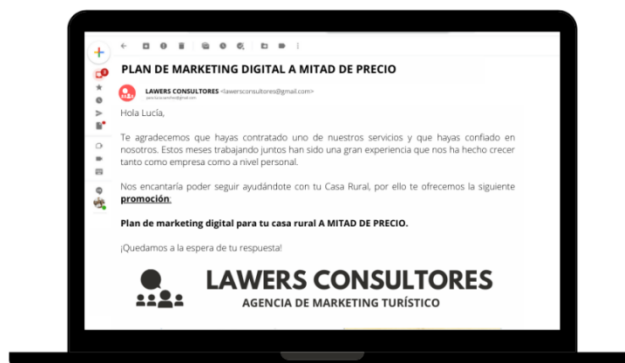 PLAN DE MARKETING DIGITAL A MITAD DE PRECIO
LAWERS CONSULTORES <lawersconsultores@gmail.com>
Hola Lucía,
Te agradecemos que hayas contratado uno de nuestros servicios y que hayas confiado en
nosotros. Estos meses trabajando juntos han sido una gran experiencia que nos ha hecho crecer
tanto como empresa como a nivel personal.
Nos encantaría poder seguir ayudándote con tu Casa Rural, por ello te ofrecemos la siguiente
promoción:
Plan de marketing digital para tu casa rural A MITAD DE PRECIO.
¡Quedamos a la espera de tu respuesta!
LAWERS CONSULTORES
AGENCIA DE MARKETING TURÍSTICO